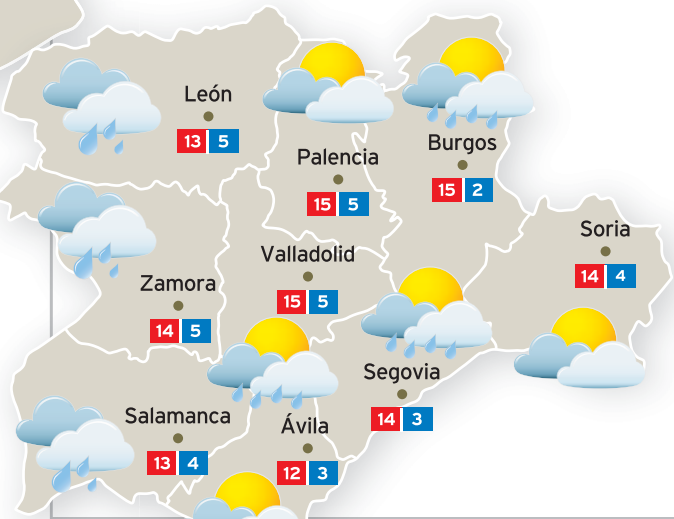 León
13 5
Palencia
15 5
Burgos
15 2
Soria
14 4
Zamora
14 5
Valladolid
15 5
Segovia
14 3
Salamanca
13 4
Ávila
12 3